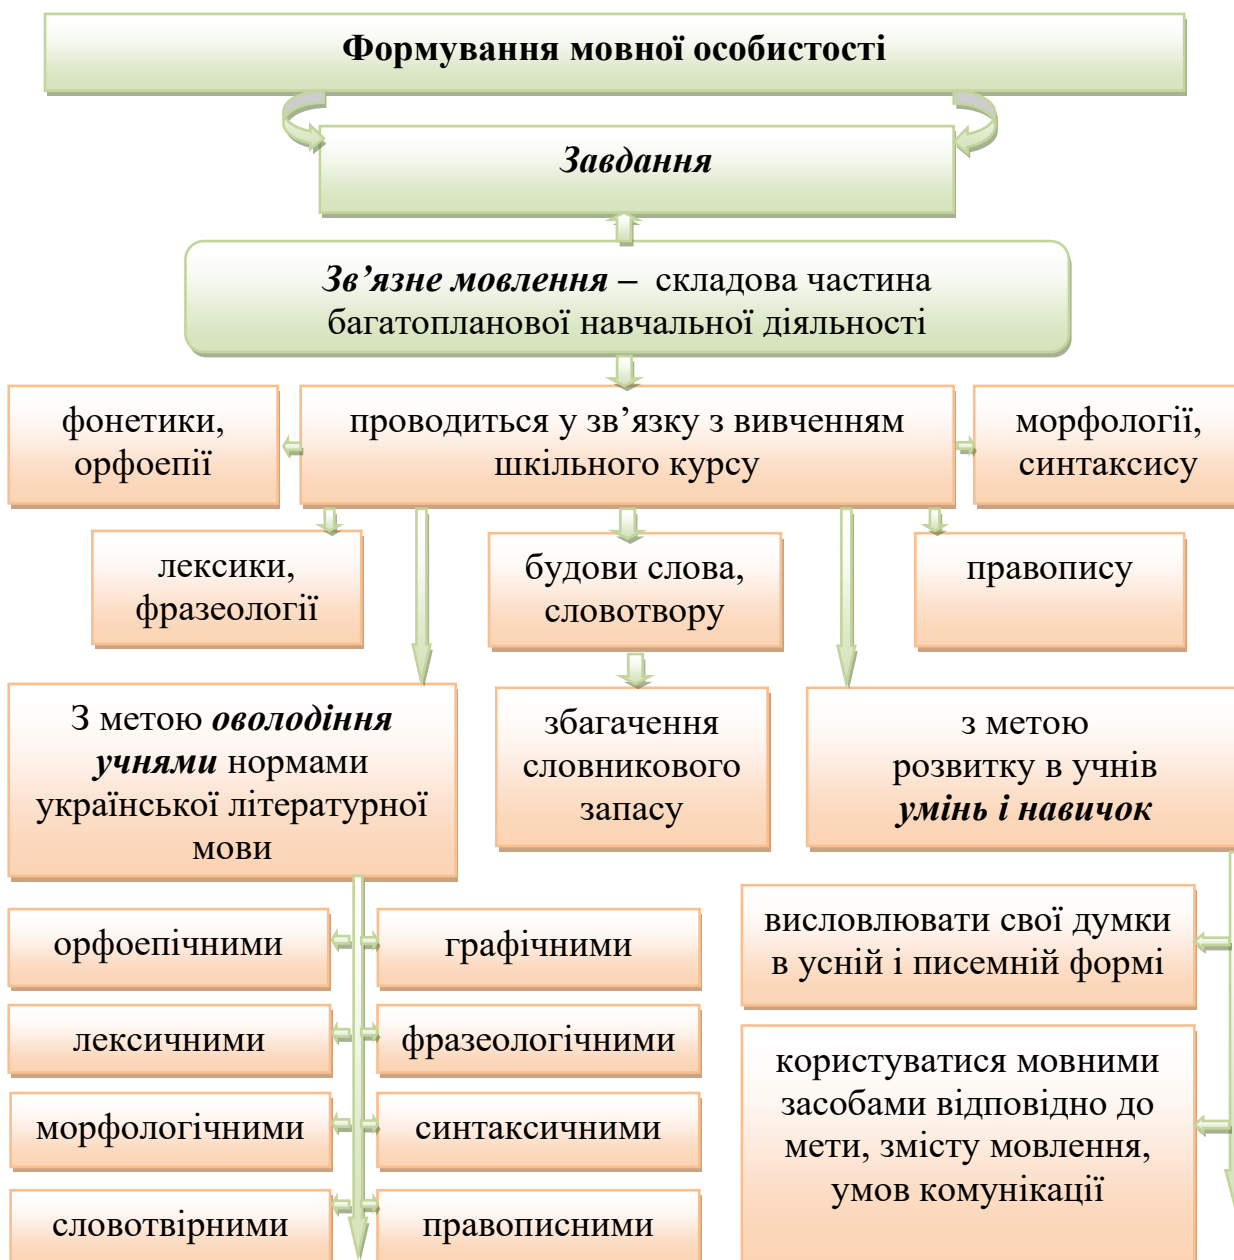 Формування мовної особистості
Завдання
Зв’язне мовлення – складова частина
багатопланової навчальної діяльності
фонетики,
орфоепії
проводиться у зв’язку з вивченням
шкільного курсу
морфології,
синтаксису
лексики,
фразеології
будови слова,
словотвору
правопису
З метою оволодіння
учнями нормами
української літературної
мови
збагачення
словникового
запасу
з метою
розвитку в учнів
умінь і навичок
орфоепічними
графічними
лексичними
фразеологічними
морфологічними
синтаксичними
словотвірними
правописними
висловлювати свої думки
в усній і писемній формі
користуватися мовними
засобами відповідно до
мети, змісту мовлення,
умов комунікації